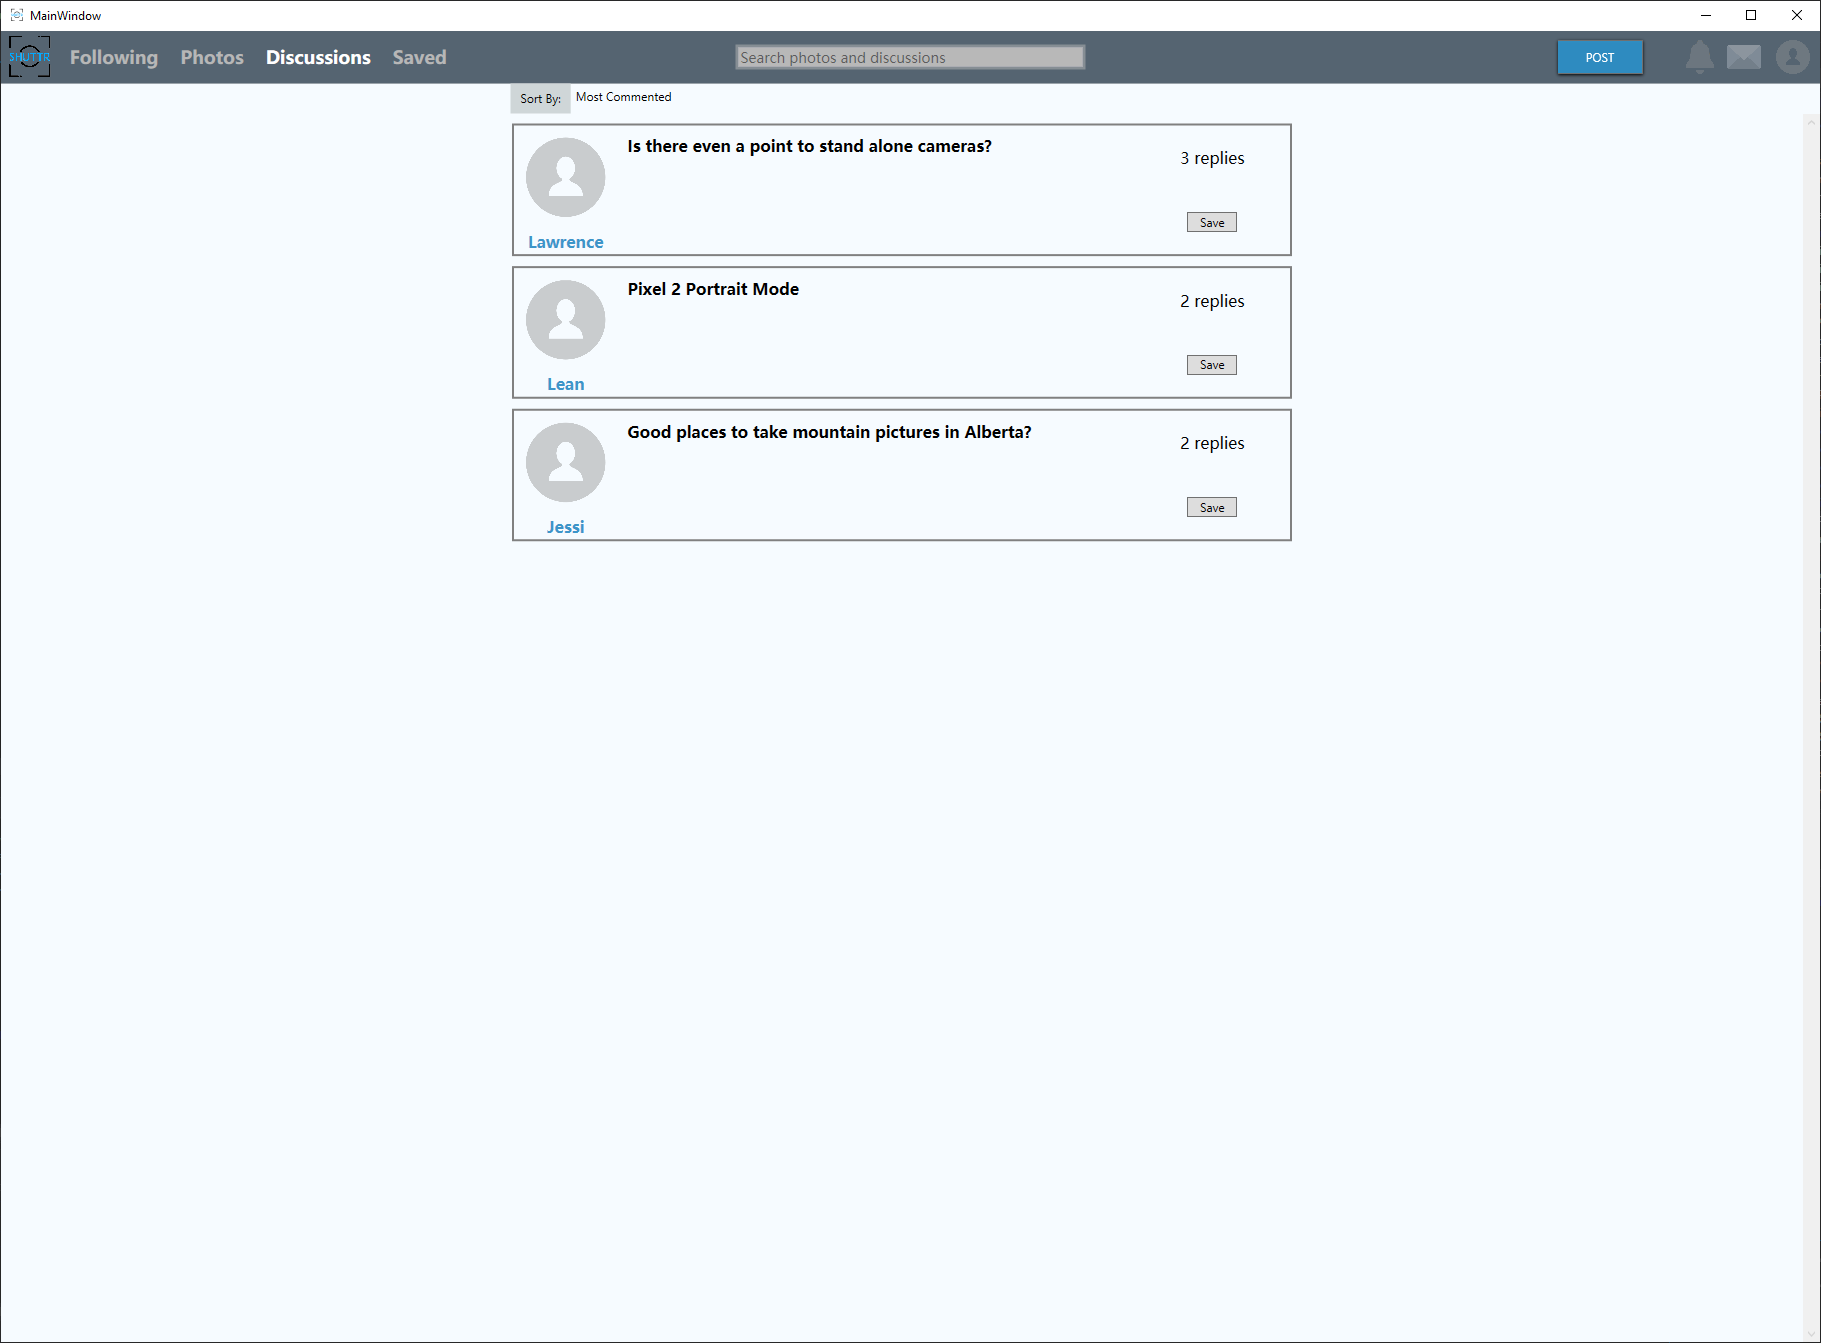 MainWindow
SHUTTR Following Photos Discussions Saved Search photos and discussions POST
Sort By: Most Commented
Is there even a point to stand alone cameras?
3 replies
Save
Lawrence
Pixel 2 Portrait Mode
2 replies
Save
Lean
Good places to take mountain pictures in Alberta?
2 replies
Save
Jessi